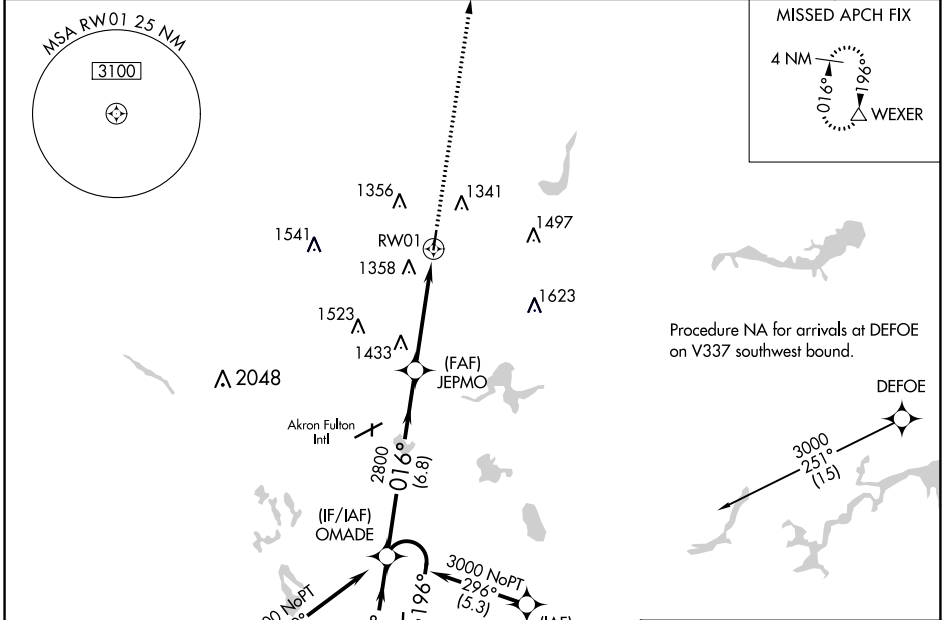 MSA RW01 25 NM
3100
MISSED APCH FIX
4 NM
016°
196°
WEXER
1356
1341
1541
1497
RW01
1358
1623
1523
1433
(FAF)
JEPMO
2048
Procedure NA for arrivals at DEFOE
on V337 southwest bound.
DEFOE
3000
251°
(15)
Akron Fulton
Intl
2800
016°
(6.8)
(IF/IAF)
OMADE
3000 NoPT
296°
(5.3)
196°
NoPT
(IAF)